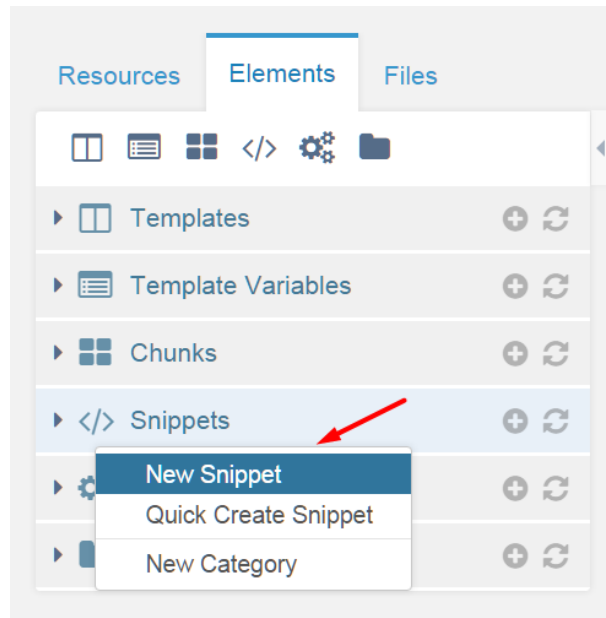 Resources Elements Files
Templates
Template Variables
Chunks
Snippets
New Snippet
Quick Create Snippet
New Category